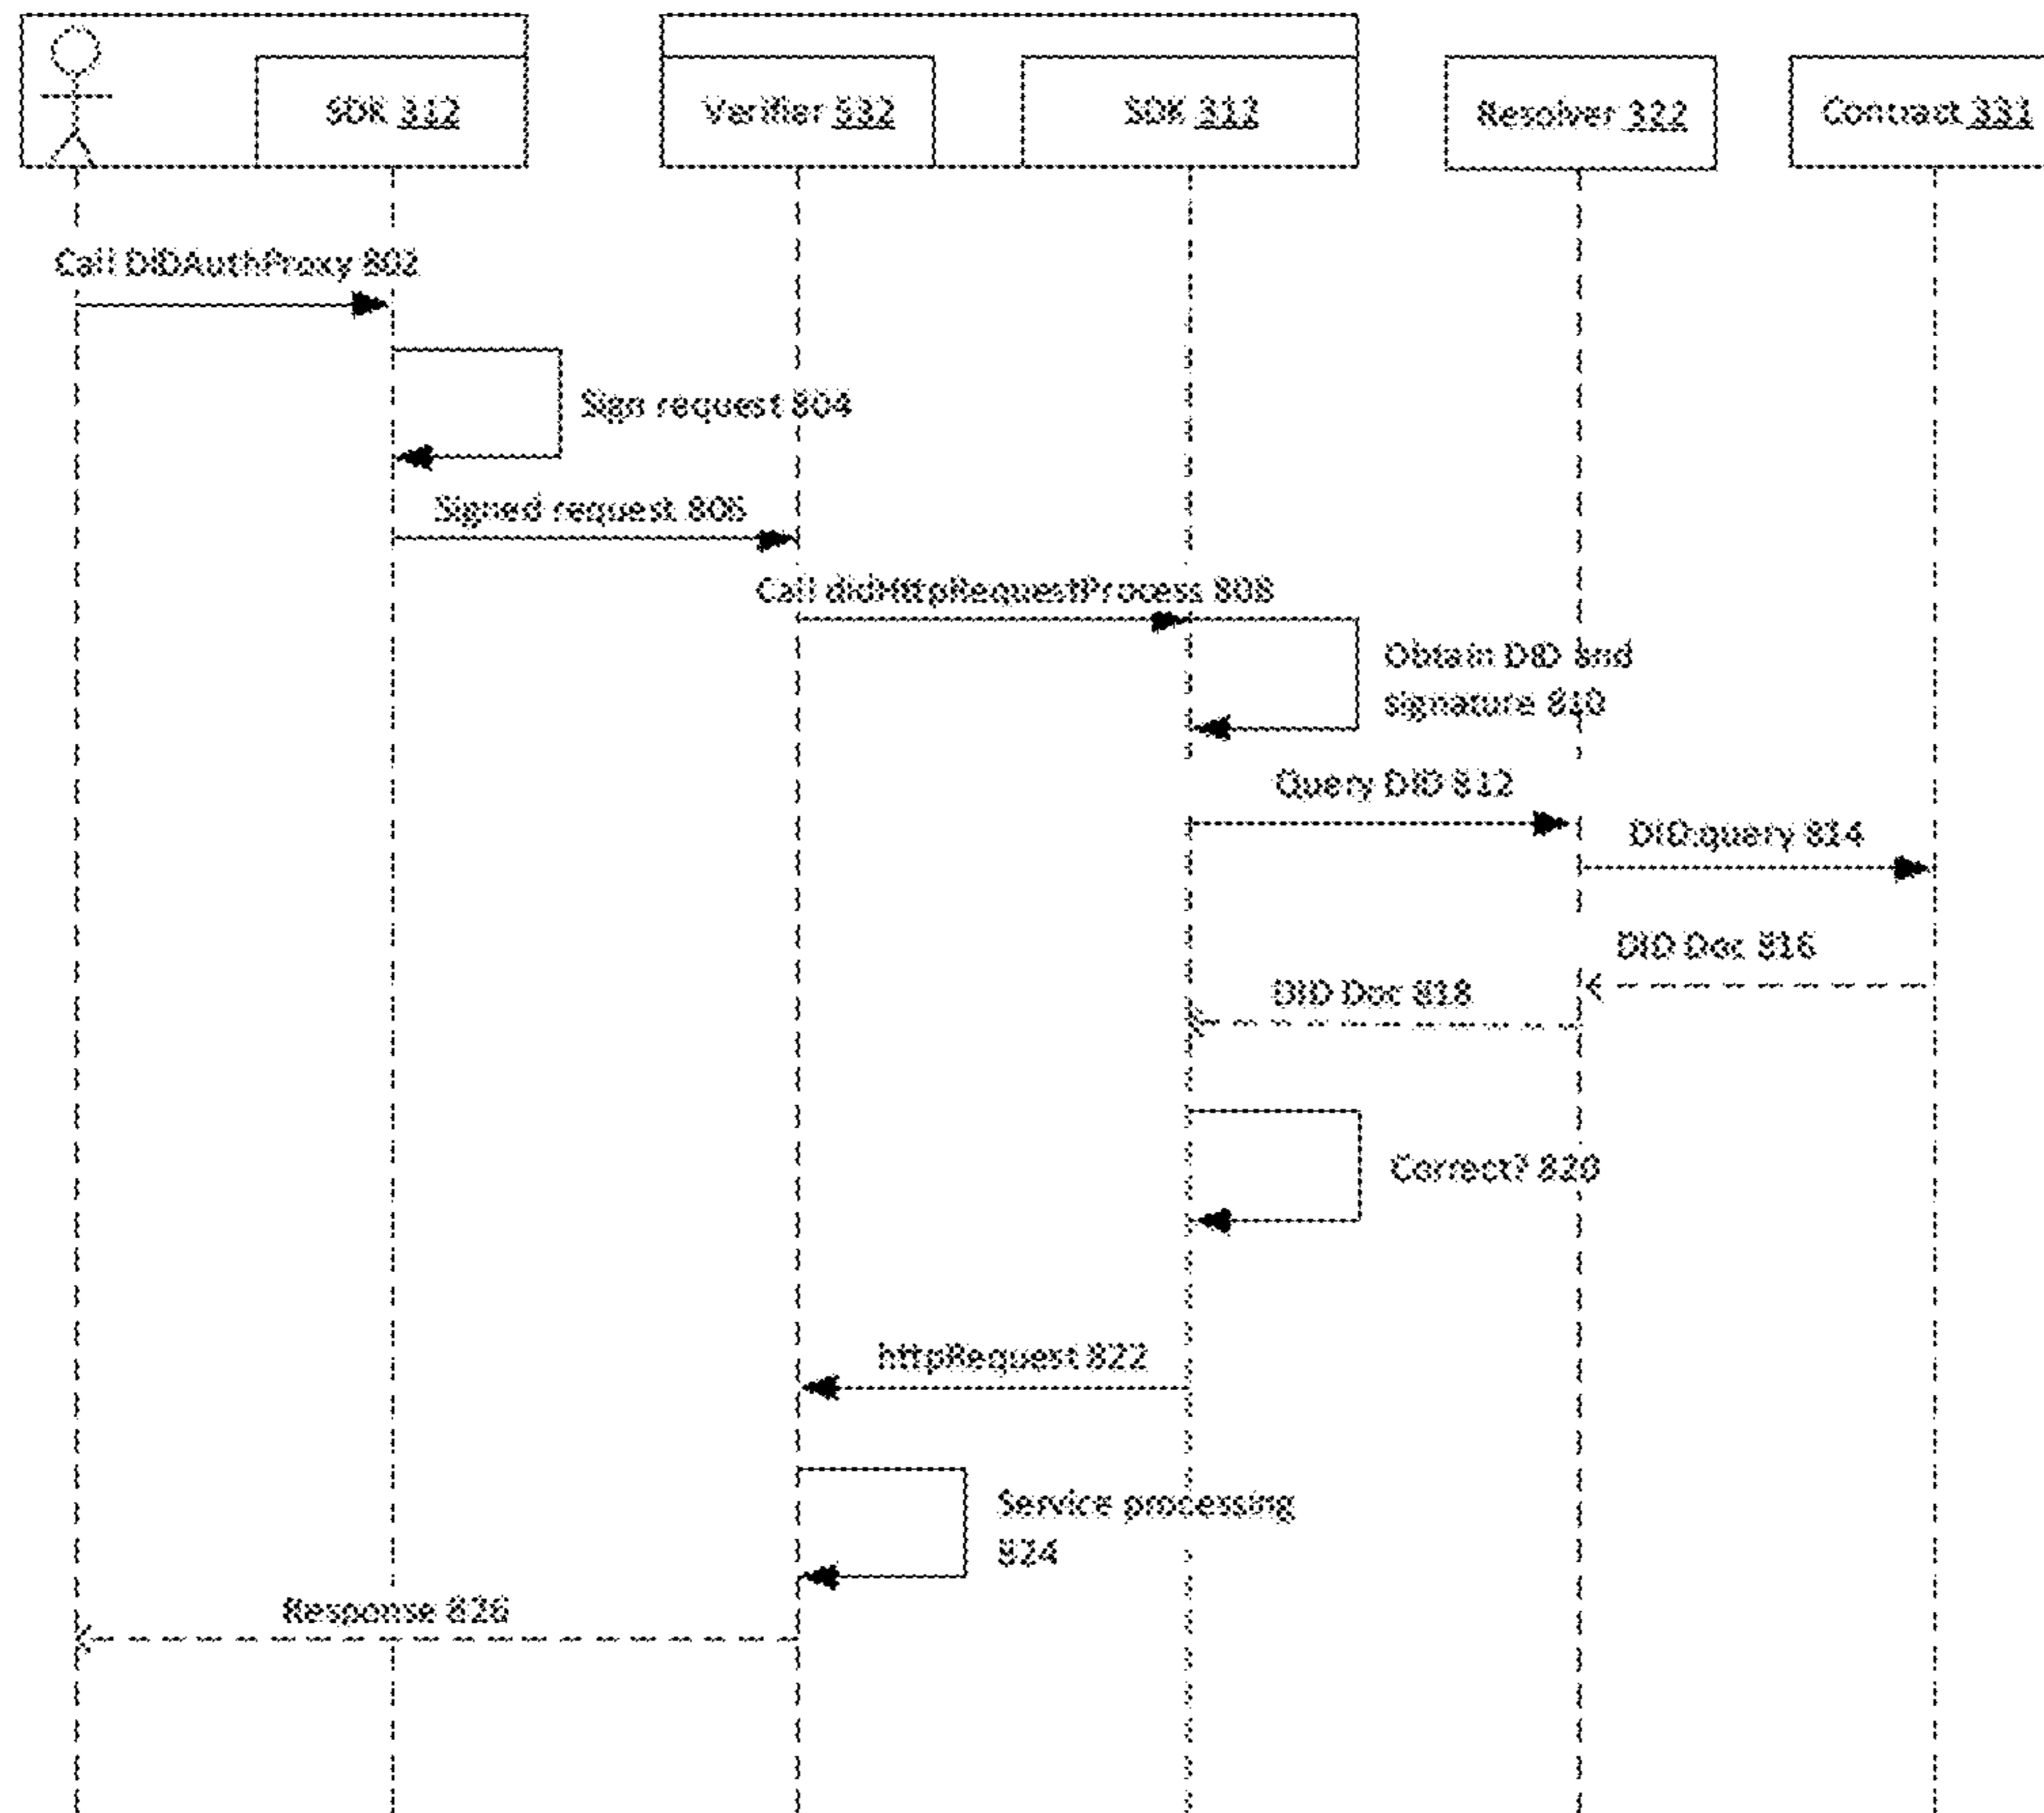 SDK 312
Verifier 332
SDK 312
Resolver 322
Contract 331
Call DIDAuthProxy 802
Sign request 804
Signed request 806
Call didHttpRequestProcess 808
Obtain DID and
signature 810
Query DID 812
DID:query 814
DID Doc 816
DID Doc 818
Correct? 820
httpRequest 822
Service processing
824
Response 826